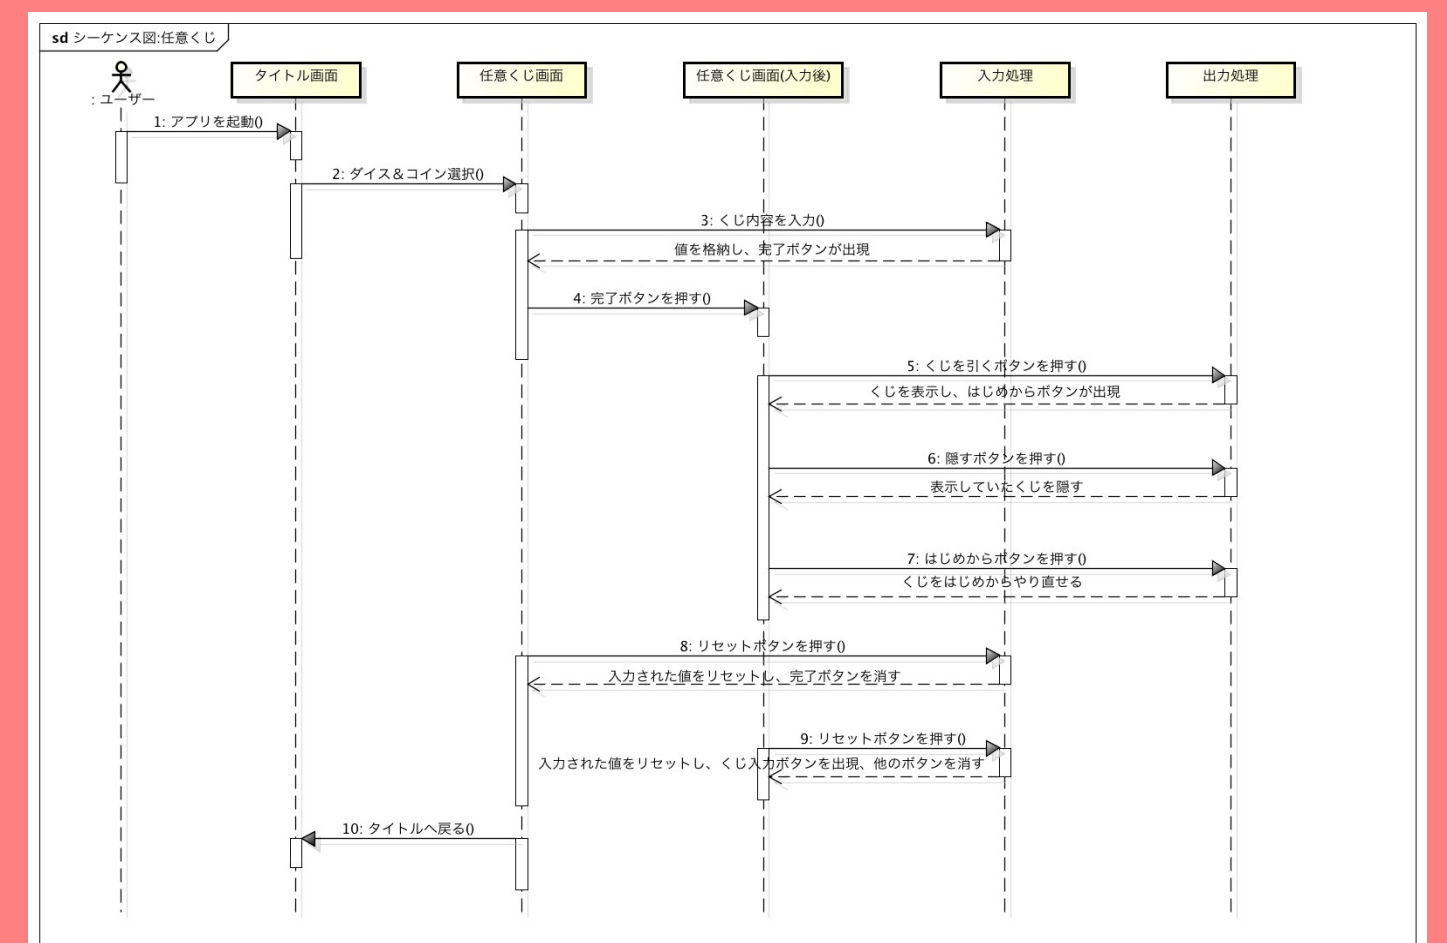 sd シーケンス図:任意くじ
: ユーザー
タイトル画面
任意くじ画面
任意くじ画面(入力後)
入力処理
出力処理
1: アプリを起動()
2: ダイス＆コイン選択()
3: くじ内容を入力()
値を格納し、完了ボタンが出現
4: 完了ボタンを押す()
5: くじを引くボタンを押す()
くじを表示し、はじめからボタンが出現
6: 隠すボタンを押す()
表示していたくじを隠す
7: はじめからボタンを押す()
くじをはじめからやり直せる
8: リセットボタンを押す()
入力された値をリセットし、完了ボタンを消す
9: リセットボタンを押す()
入力された値をリセットし、くじ入力ボタンを出現、他のボタンを消す
10: タイトルへ戻る()